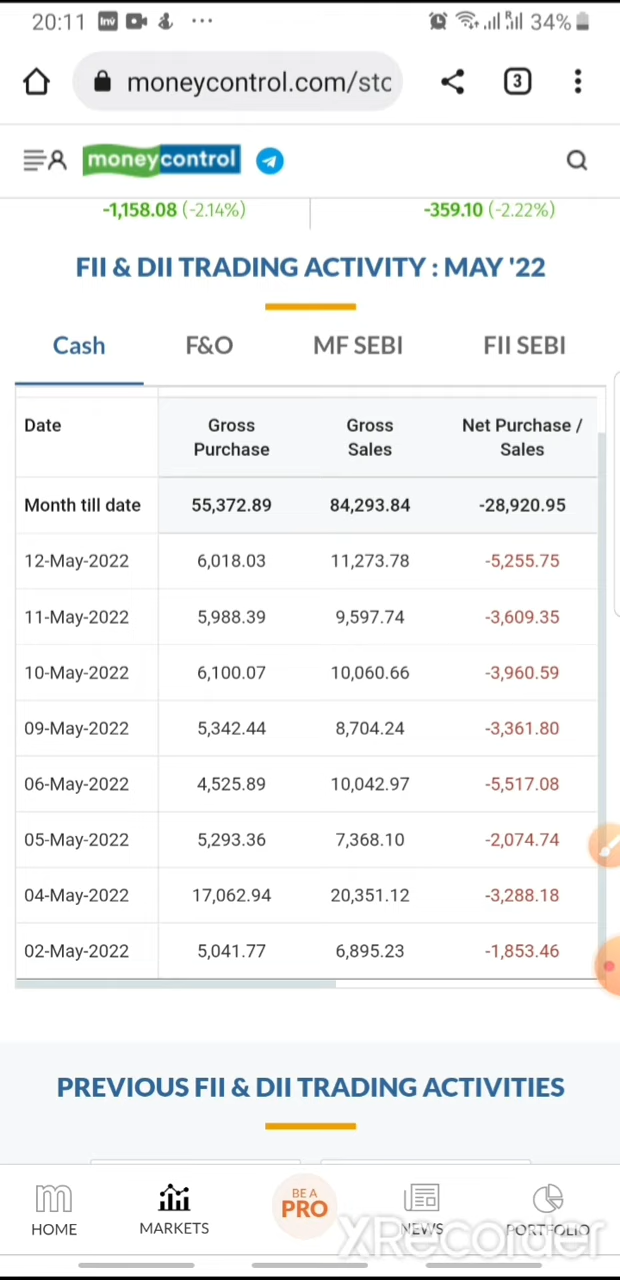 20:11 Inv ... 34%
moneycontrol.com/stc
3
moneycontrol
-1,158.08 (-2.14%) -359.10 (-2.22%)
FII & DII TRADING ACTIVITY : MAY '22
Cash F&O MF SEBI FII SEBI
Date Gross Purchase Gross Sales Net Purchase / Sales
Month till date 55,372.89 84,293.84 -28,920.95
12-May-2022 6,018.03 11,273.78 -5,255.75
11-May-2022 5,988.39 9,597.74 -3,609.35
10-May-2022 6,100.07 10,060.66 -3,960.59
09-May-2022 5,342.44 8,704.24 -3,361.80
06-May-2022 4,525.89 10,042.97 -5,517.08
05-May-2022 5,293.36 7,368.10 -2,074.74
04-May-2022 17,062.94 20,351.12 -3,288.18
02-May-2022 5,041.77 6,895.23 -1,853.46
PREVIOUS FII & DII TRADING ACTIVITIES
BE A
PRO
HOME MARKETS NEWS PORTFOLIO
XRecorder